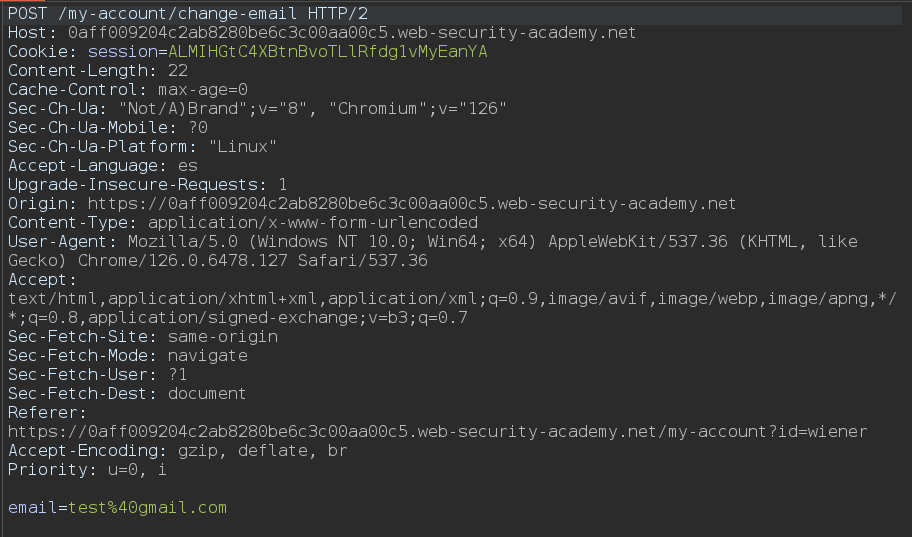 POST /my-account/change-email HTTP/2
Host: 0aff009204c2ab8280be6c3c00aa00c5.web-security-academy.net
Cookie: session=ALMIHGtC4XBtnBvoTLlRfdg1vMyEanYA
Content-Length: 22
Cache-Control: max-age=0
Sec-Ch-Ua: "Not/A)Brand";v="8", "Chromium";v="126"
Sec-Ch-Ua-Mobile: ?0
Sec-Ch-Ua-Platform: "Linux"
Accept-Language: es
Upgrade-Insecure-Requests: 1
Origin: https://0aff009204c2ab8280be6c3c00aa00c5.web-security-academy.net
Content-Type: application/x-www-form-urlencoded
User-Agent: Mozilla/5.0 (Windows NT 10.0; Win64; x64) AppleWebKit/537.36 (KHTML, like
Gecko) Chrome/126.0.6478.127 Safari/537.36
Accept:
text/html,application/xhtml+xml,application/xml;q=0.9,image/avif,image/webp,image/apng,*/
*;q=0.8,application/signed-exchange;v=b3;q=0.7
Sec-Fetch-Site: same-origin
Sec-Fetch-Mode: navigate
Sec-Fetch-User: ?1
Sec-Fetch-Dest: document
Referer:
https://0aff009204c2ab8280be6c3c00aa00c5.web-security-academy.net/my-account?id=wiener
Accept-Encoding: gzip, deflate, br
Priority: u=0, i
email=test%40gmail.com